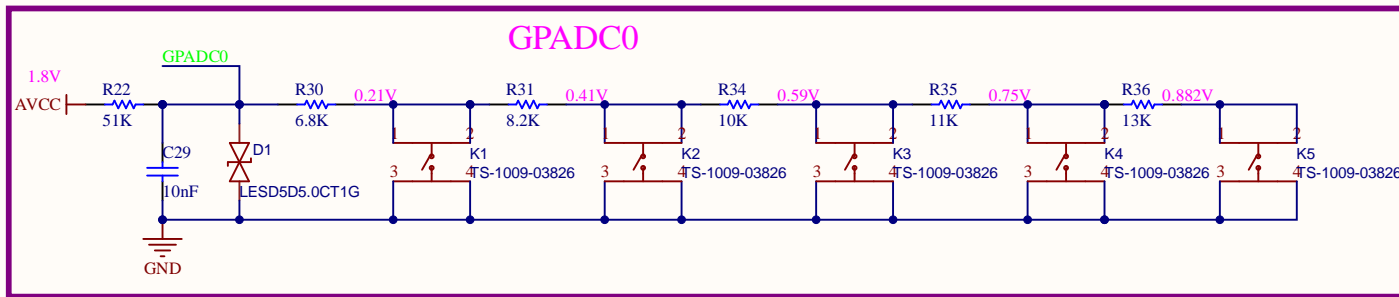 GPADC0
GPADC0
1.8V
AVCC
R22
51K
R30
6.8K
0.21V
R31
8.2K
0.41V
R34
10K
0.59V
R35
11K
0.75V
R36
13K
0.882V
C29
10nF
D1
LESD5D5.0CT1G
1 2
3 4
K1
TS-1009-03826
1 2
3 4
K2
TS-1009-03826
1 2
3 4
K3
TS-1009-03826
1 2
3 4
K4
TS-1009-03826
1 2
3 4
K5
TS-1009-03826
GND